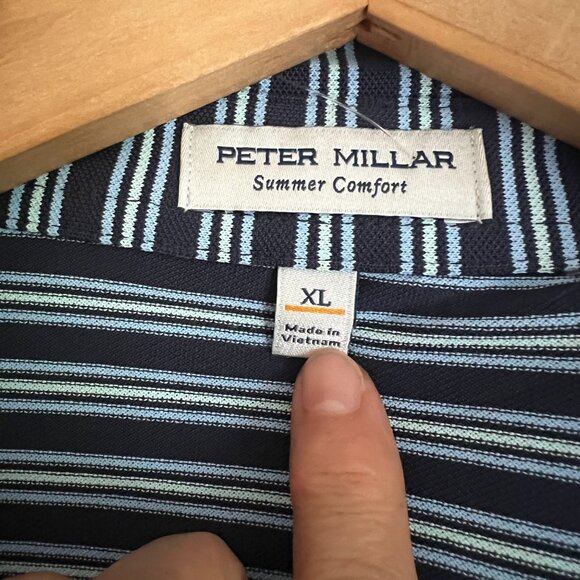 PETER MILLAR
Summer Comfort
XL
Made in
Vietnam